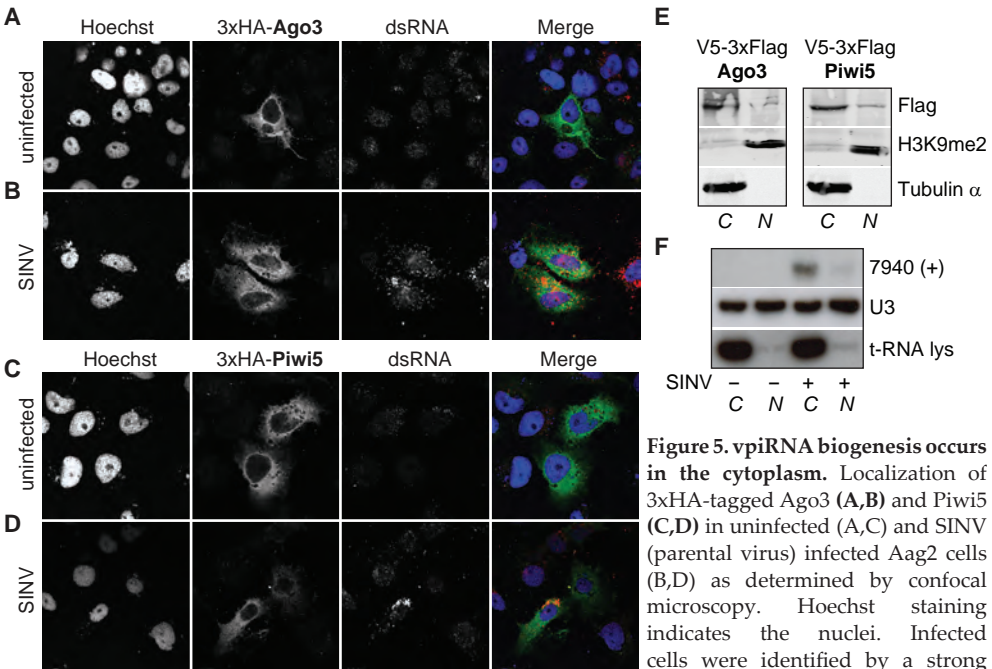 A
Hoechst 3xHA-Ago3 dsRNA Merge
uninfected
B
SINV
C
Hoechst 3xHA-Piwi5 dsRNA Merge
uninfected
D
SINV
E
V5-3xFlag V5-3xFlag
Ago3 Piwi5
Flag
H3K9me2
Tubulin α
C N C N
F
7940 (+)
U3
t-RNA lys
SINV – – + +
C N C N
Figure 5. vpiRNA biogenesis occurs
in the cytoplasm. Localization of
3xHA-tagged Ago3 (A,B) and Piwi5
(C,D) in uninfected (A,C) and SINV
(parental virus) infected Aag2 cells
(B,D) as determined by confocal
microscopy. Hoechst staining
indicates the nuclei. Infected
cells were identified by a strong